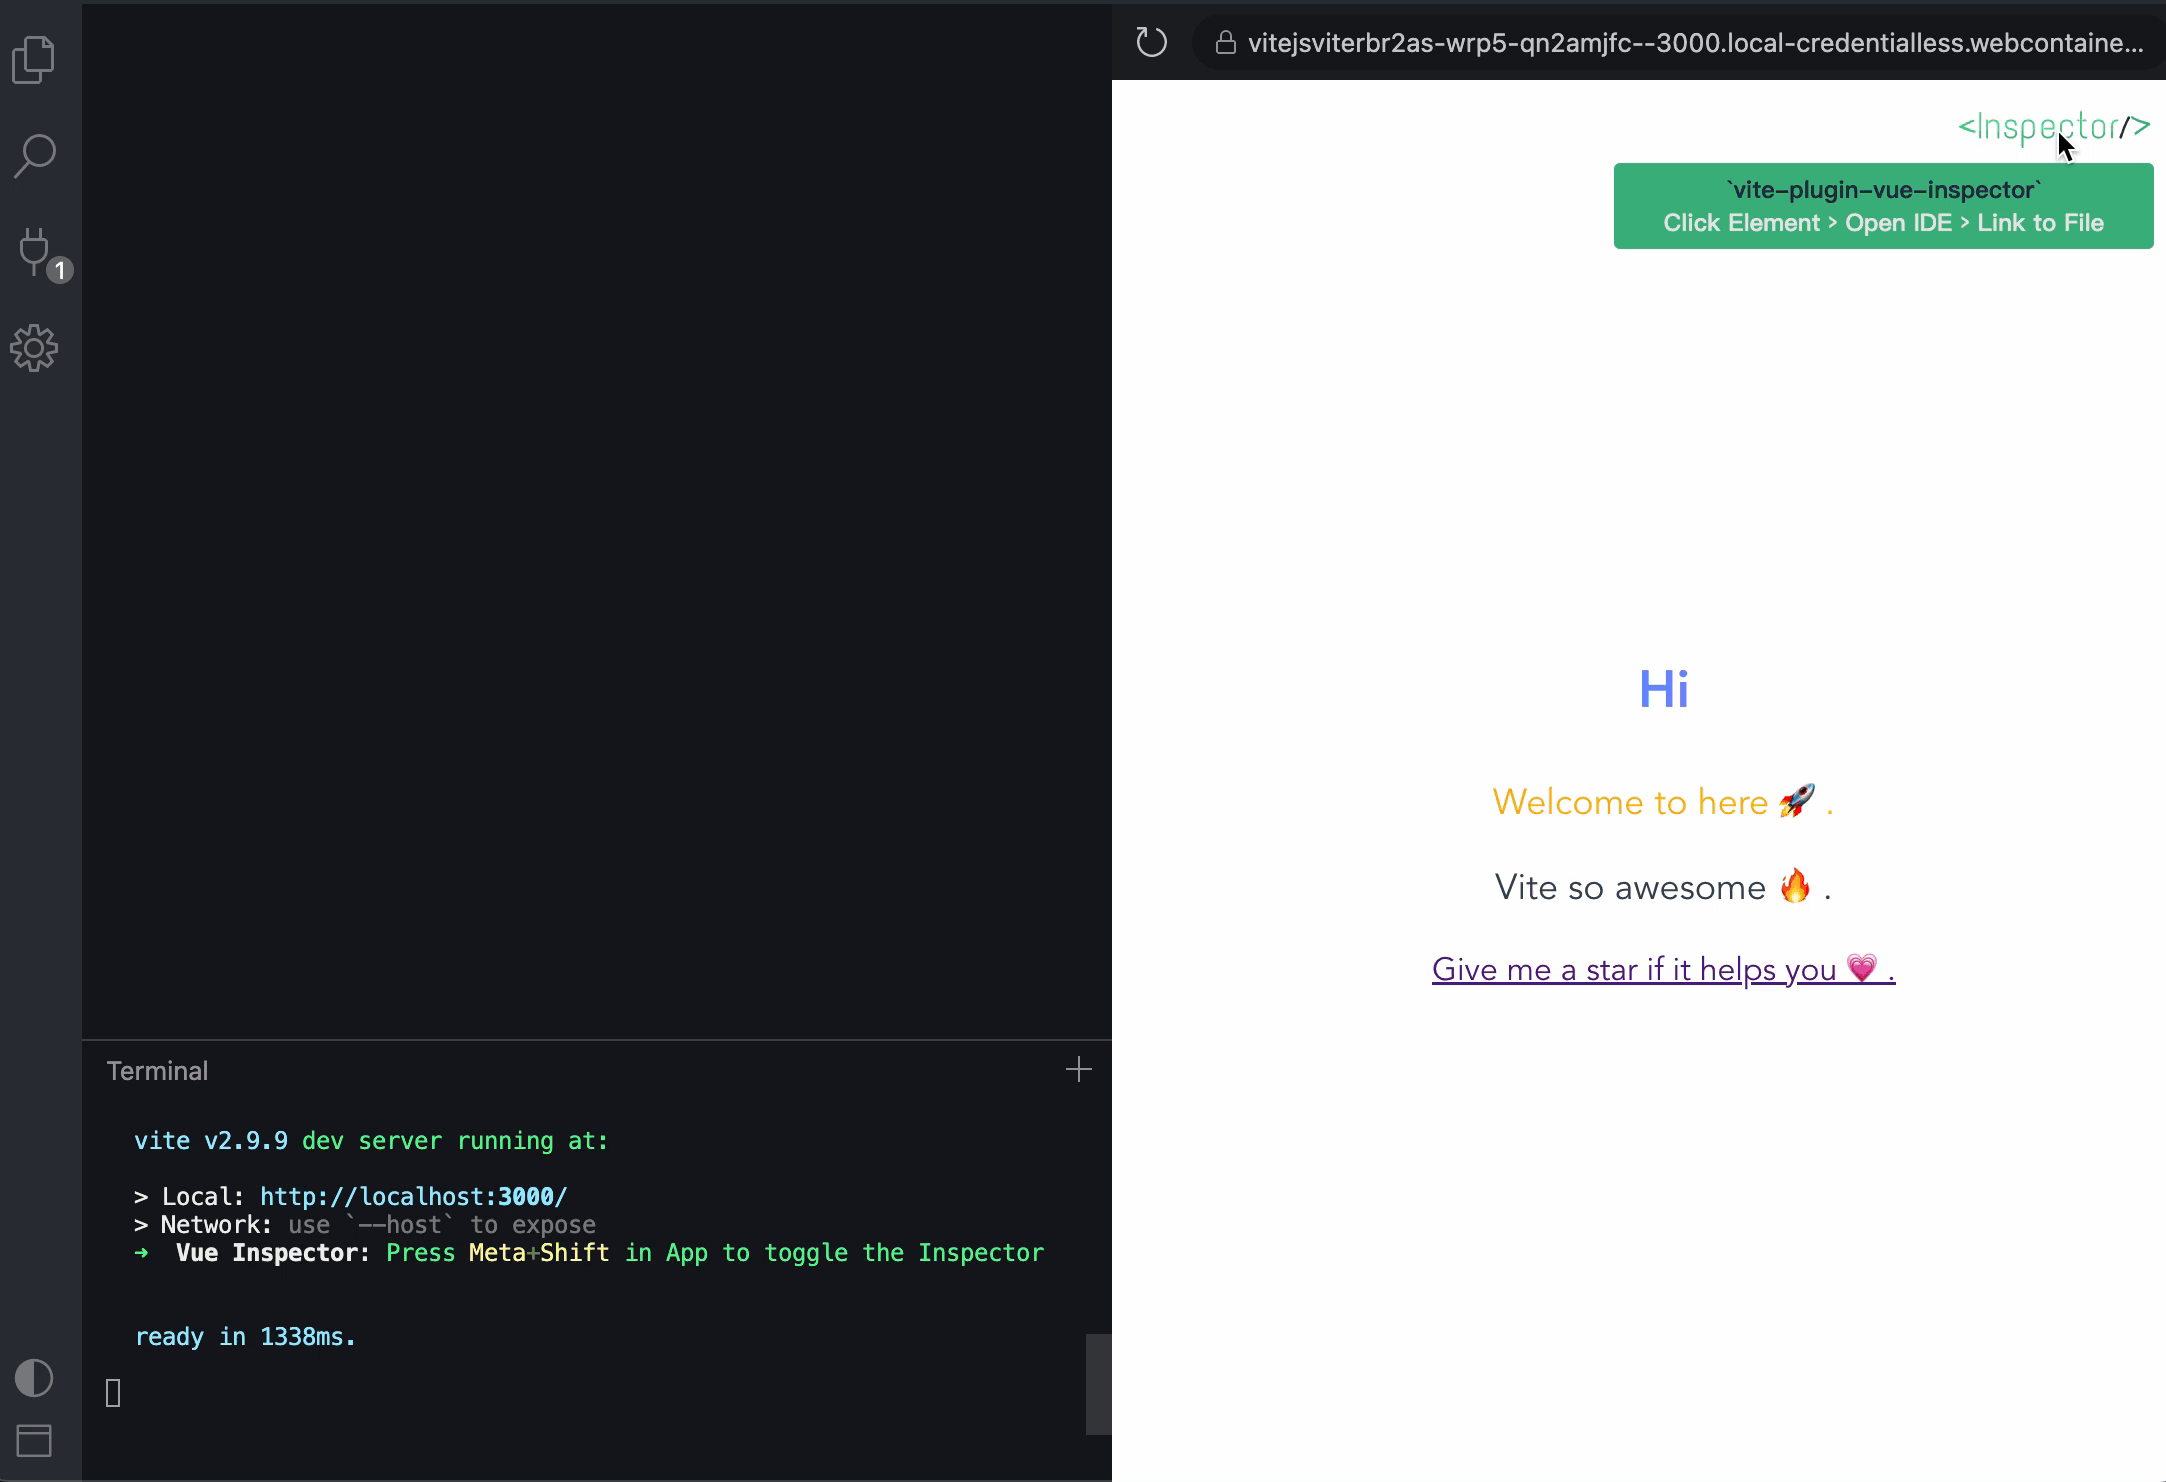 1
Terminal
vite v2.9.9 dev server running at:
> Local: http://localhost:3000/
> Network: use `--host` to expose
➜ Vue Inspector: Press Meta+Shift in App to toggle the Inspector
ready in 1338ms.
vitejsviterbr2as-wrp5-qn2amjfc--3000.local-credentialless.webcontaine...
<Inspector/>
`vite-plugin-vue-inspector`
Click Element > Open IDE > Link to File
Hi
Welcome to here 🚀 .
Vite so awesome 🔥 .
Give me a star if it helps you 💗 .